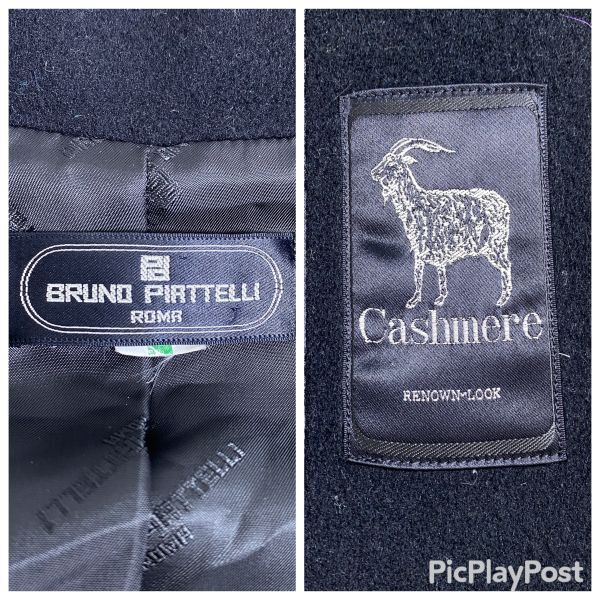 BRUNO PIATTELLI
ROMA
Cashmere
RENOWN-LOOK
PicPlayPost